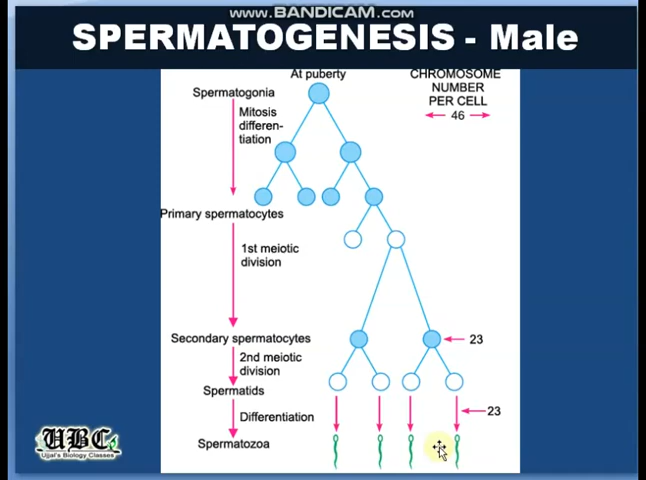 WWW.BANDICAM.COM
SPERMATOGENESIS - Male
At puberty
CHROMOSOME
NUMBER
PER CELL
46
Spermatogonia
Mitosis
differen-
tiation
Primary spermatocytes
1st meiotic
division
Secondary spermatocytes
23
2nd meiotic
division
Spermatids
Differentiation
23
Spermatozoa
UBC
Ujjal's Biology Classes